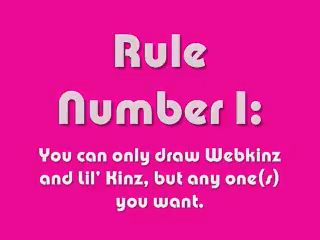 Rule
Number 1:
You can only draw Webkinz
and Lil' Kinz, but any one(s)
you want.